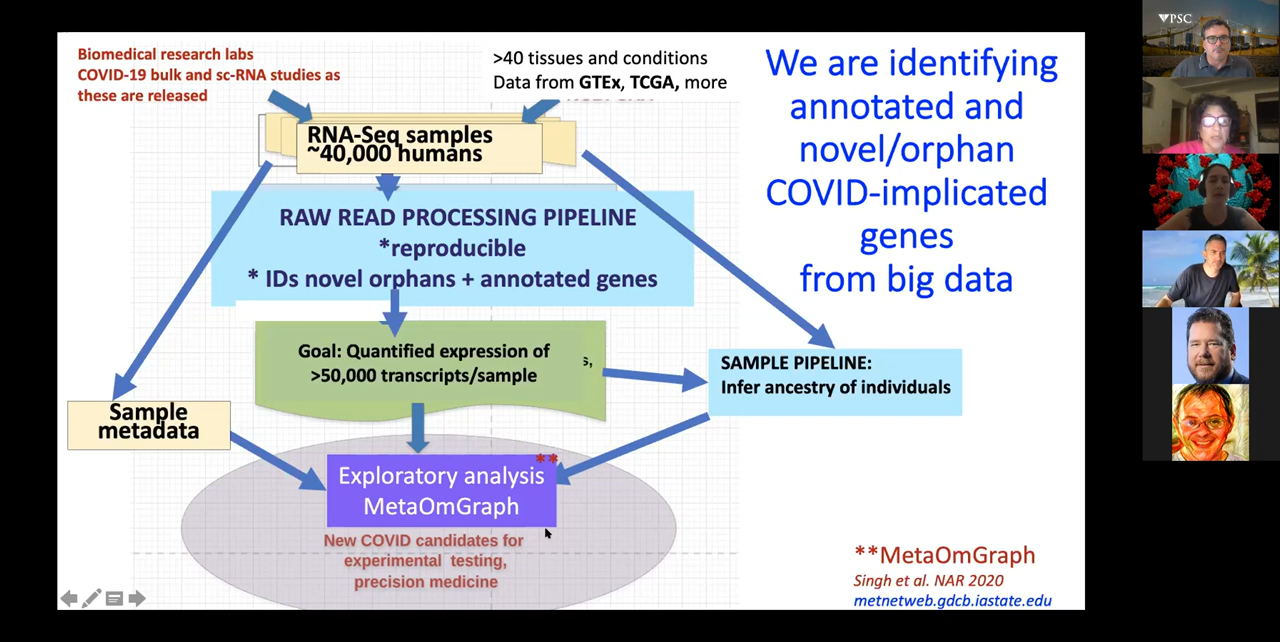 Biomedical research labs
COVID-19 bulk and sc-RNA studies as
these are released
>40 tissues and conditions
Data from GTEx, TCGA, more
RNA-Seq samples
~40,000 humans
RAW READ PROCESSING PIPELINE
*reproducible
* IDs novel orphans + annotated genes
Goal: Quantified expression of
>50,000 transcripts/sample
s,
SAMPLE PIPELINE:
Infer ancestry of individuals
Sample
metadata
**
Exploratory analysis
MetaOmGraph
New COVID candidates for
experimental testing,
precision medicine
We are identifying
annotated and
novel/orphan
COVID-implicated
genes
from big data
**MetaOmGraph
Singh et al. NAR 2020
metnetweb.gdcb.iastate.edu
PSC